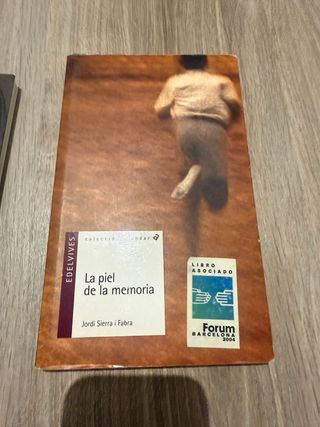 EDELVIVES
La piel
de la memoria
Jordi Sierra i Fabra
LIBRO
ASOCIADO
Forum
BARCELONA
2004